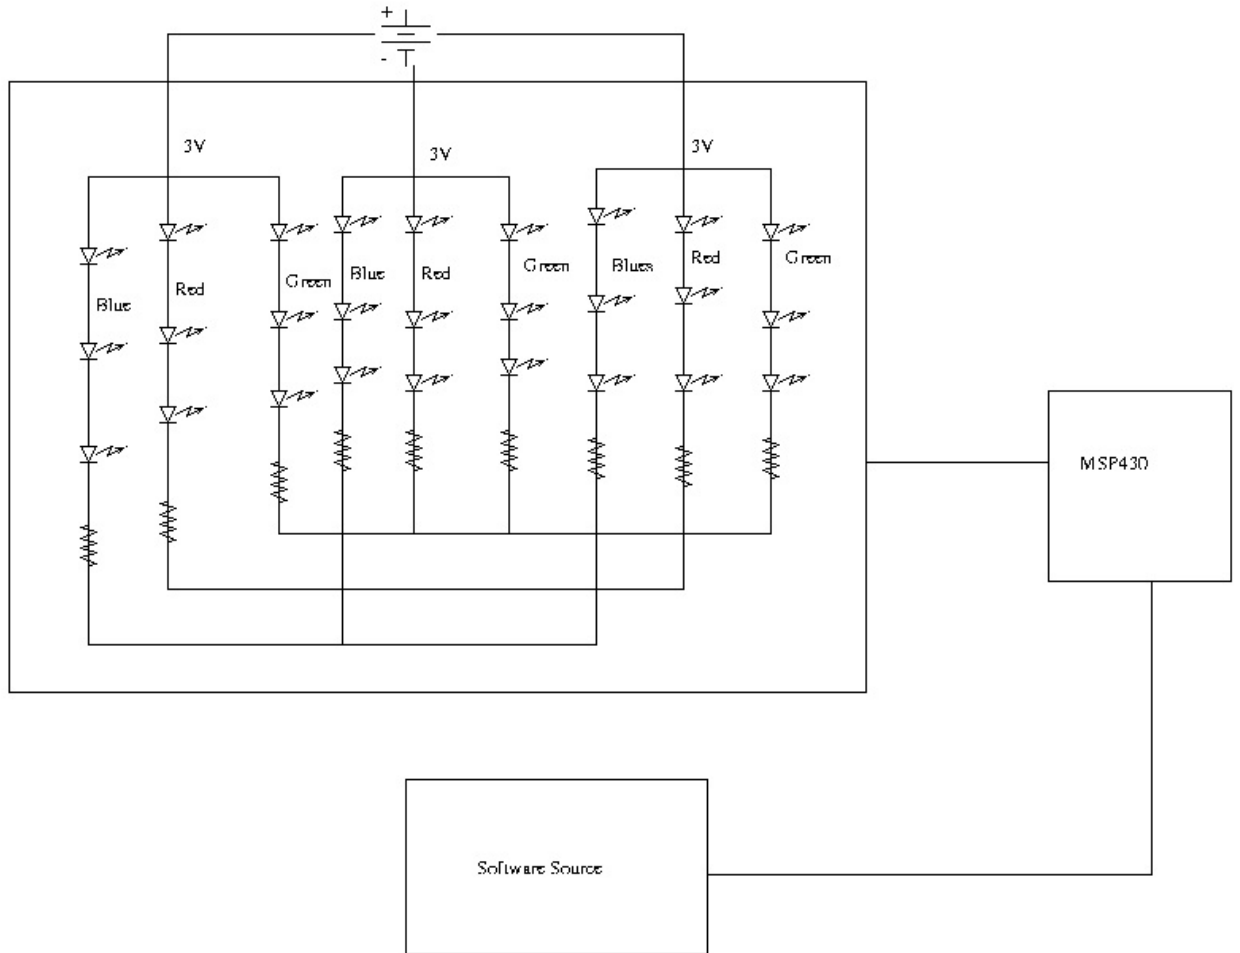 +
-
3V
3V
3V
Blue
Red
Green
Blue
Red
Green
Blues
Red
Green
MSP430
Software Source